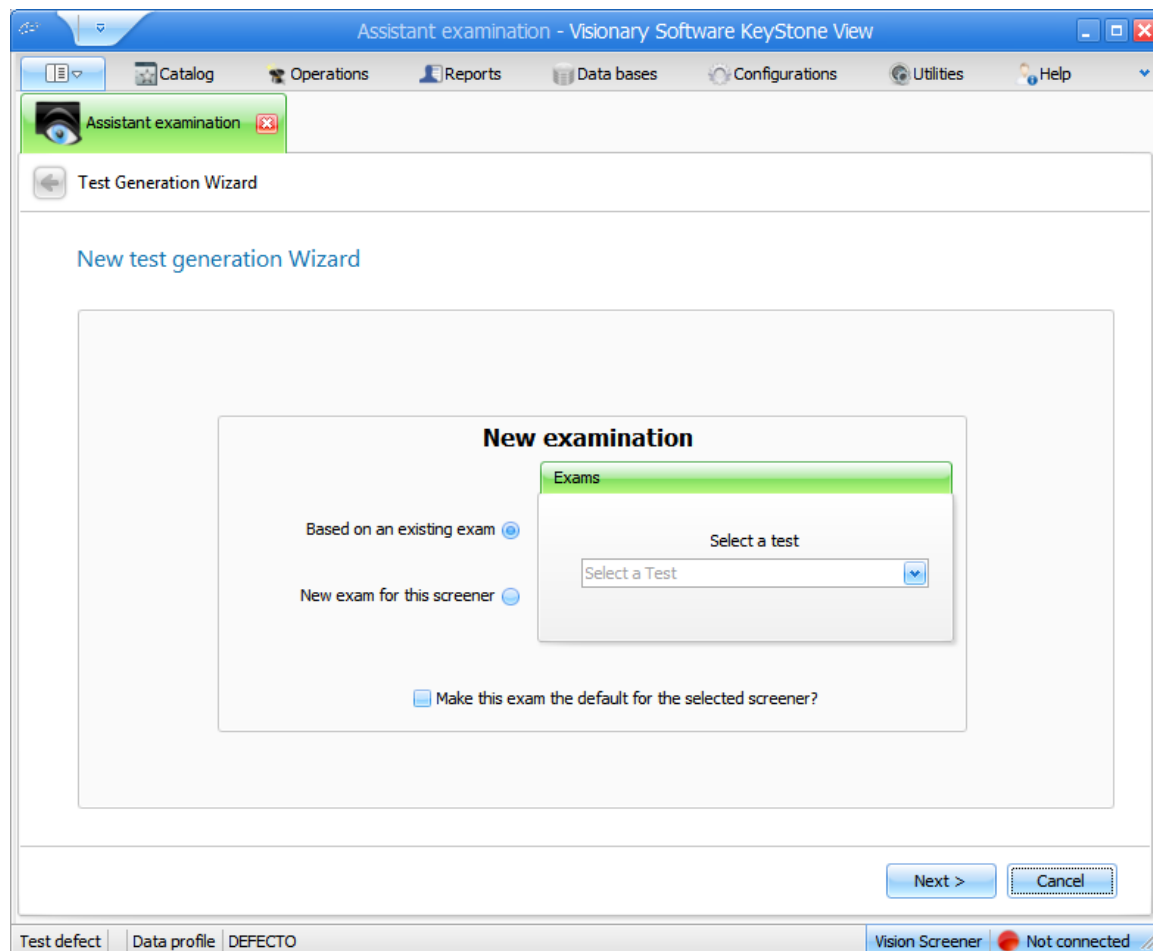 Assistant examination - Visionary Software KeyStone View
Catalog Operations Reports Data bases Configurations Utilities Help
Assistant examination
Test Generation Wizard
New test generation Wizard
New examination
Exams
Based on an existing exam
Select a test
Select a Test
New exam for this screener
Make this exam the default for the selected screener?
Next > Cancel
Test defect Data profile DEFECTO Vision Screener Not connected